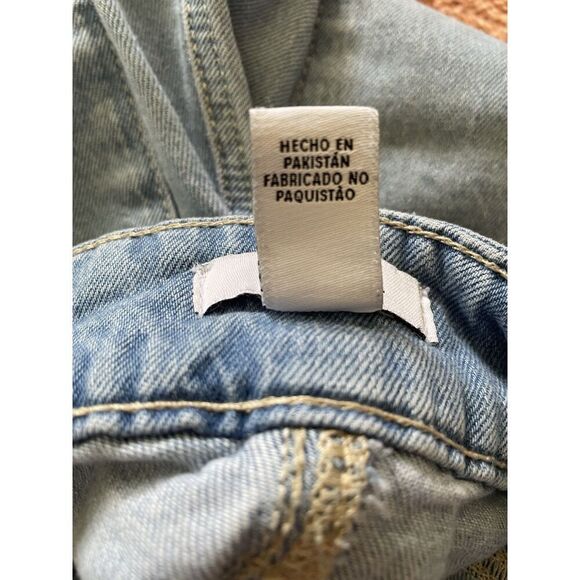 HECHO EN
PAKISTÁN
FABRICADO NO
PAQUISTÃO